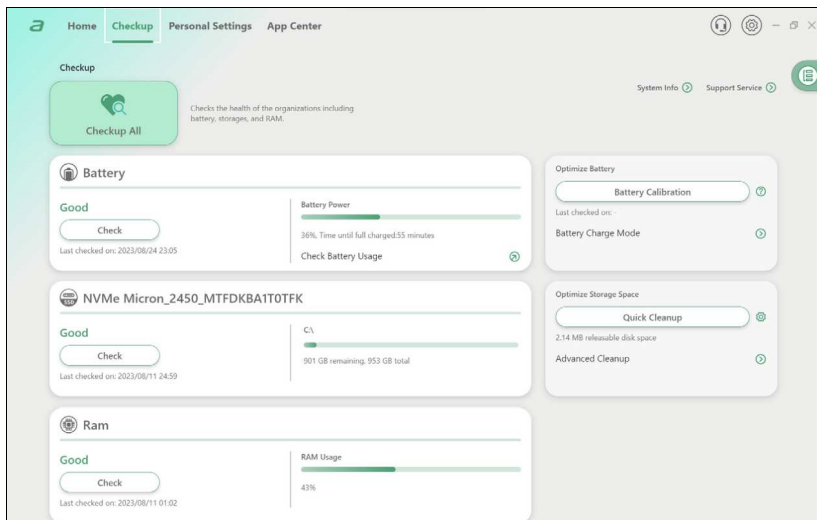 a
Home Checkup Personal Settings App Center
Checkup
Checkup All
Checks the health of the organizations including
battery, storages, and RAM.
System Info
Support Service
Battery
Good
Check
Last checked on: 2023/08/24 23:05
Battery Power
36%, Time until full charged:55 minutes
Check Battery Usage
Optimize Battery
Battery Calibration
Last checked on: -
Battery Charge Mode
SSD
NVMe Micron_2450_MTFDKBA1T0TFK
Good
Check
Last checked on: 2023/08/11 24:59
C:\
901 GB remaining, 953 GB total
Optimize Storage Space
Quick Cleanup
2.14 MB releasable disk space
Advanced Cleanup
Ram
Good
Check
Last checked on: 2023/08/11 01:02
RAM Usage
43%